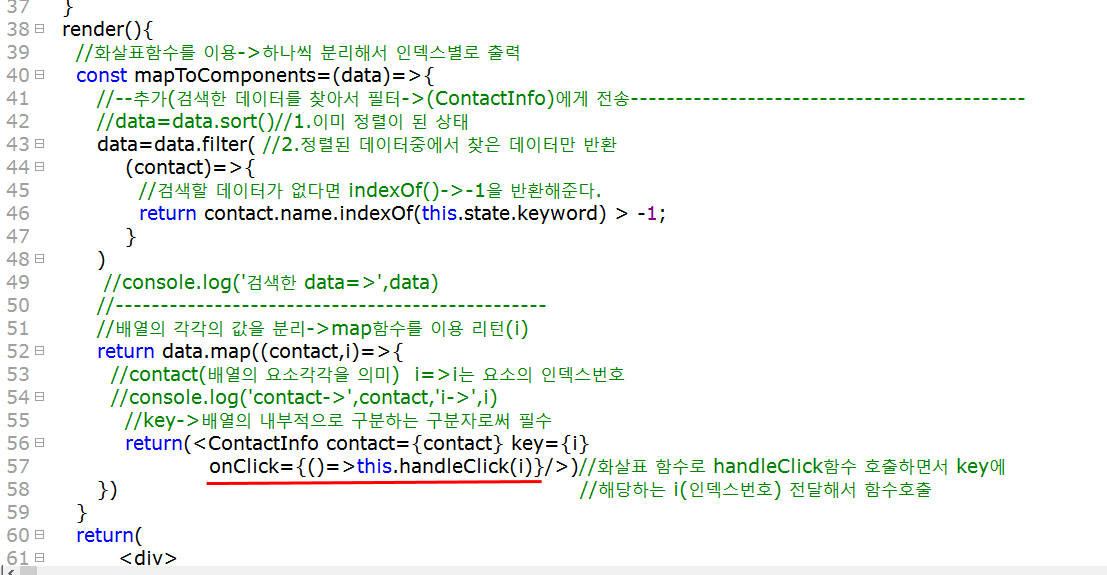 37 }
38 render(){
39 //화살표함수를 이용->하나씩 분리해서 인덱스별로 출력
40 const mapToComponents=(data)=>{
41 //--추가(검색한 데이터를 찾아서 필터->(ContactInfo)에게 전송--------------------------------------------
42 //data=data.sort()//1.이미 정렬이 된 상태
43 data=data.filter( //2.정렬된 데이터중에서 찾은 데이터만 반환
44 (contact)=>{
45 //검색할 데이터가 없다면 indexOf()->-1을 반환해준다.
46 return contact.name.indexOf(this.state.keyword) > -1;
47 }
48 )
49 //console.log('검색한 data=>',data)
50 //------------------------------------------------
51 //배열의 각각의 값을 분리->map함수를 이용 리턴(i)
52 return data.map((contact,i)=>{
53 //contact(배열의 요소각각을 의미) i=>i는 요소의 인덱스번호
54 //console.log('contact->',contact,'i->',i)
55 //key->배열의 내부적으로 구분하는 구분자로써 필수
56 return(<ContactInfo contact={contact} key={i}
57 onClick={()=>this.handleClick(i)}/>)//화살표 함수로 handleClick함수 호출하면서 key에
58 }) //해당하는 i(인덱스번호) 전달해서 함수호출
59 }
60 return(
61 <div>